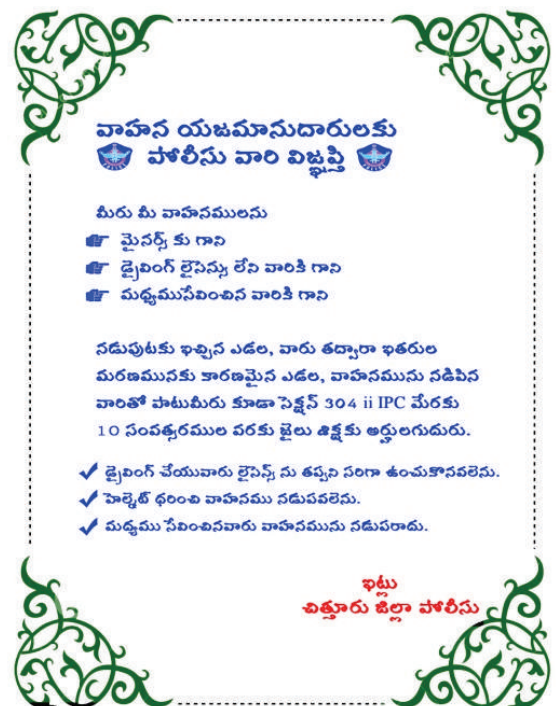 వాహన యజమానుదారులకు
పోలీసు వారి విజ్ఞప్తి
మీరు మీ వాహనములను
మైనర్స్ కు గాని
డ్రైవింగ్ లైసెన్సు లేని వారికి గాని
మధ్యముసేవించిన వారికి గాని
నడుపుటకు ఇచ్చిన ఎడల, వారు తద్వారా ఇతరుల
మరణమునకు కారణమైన ఎడల, వాహనమును నడిపిన
వారితో పాటుమీరు కూడా సెక్షన్ 304 ii IPC మేరకు
10 సంవత్సరముల వరకు జైలు శిక్షకు అర్హులగుదురు.
డ్రైవింగ్ చేయువారు లైసెన్స్ ను తప్పని సరిగా ఉంచుకొనవలెను.
హెల్మెట్ ధరించి వాహనము నడుపవలెను.
మద్యము సేవించినవారు వాహనమును నడుపరాదు.
ఇట్లు
చిత్తూరు జిల్లా పోలీసు